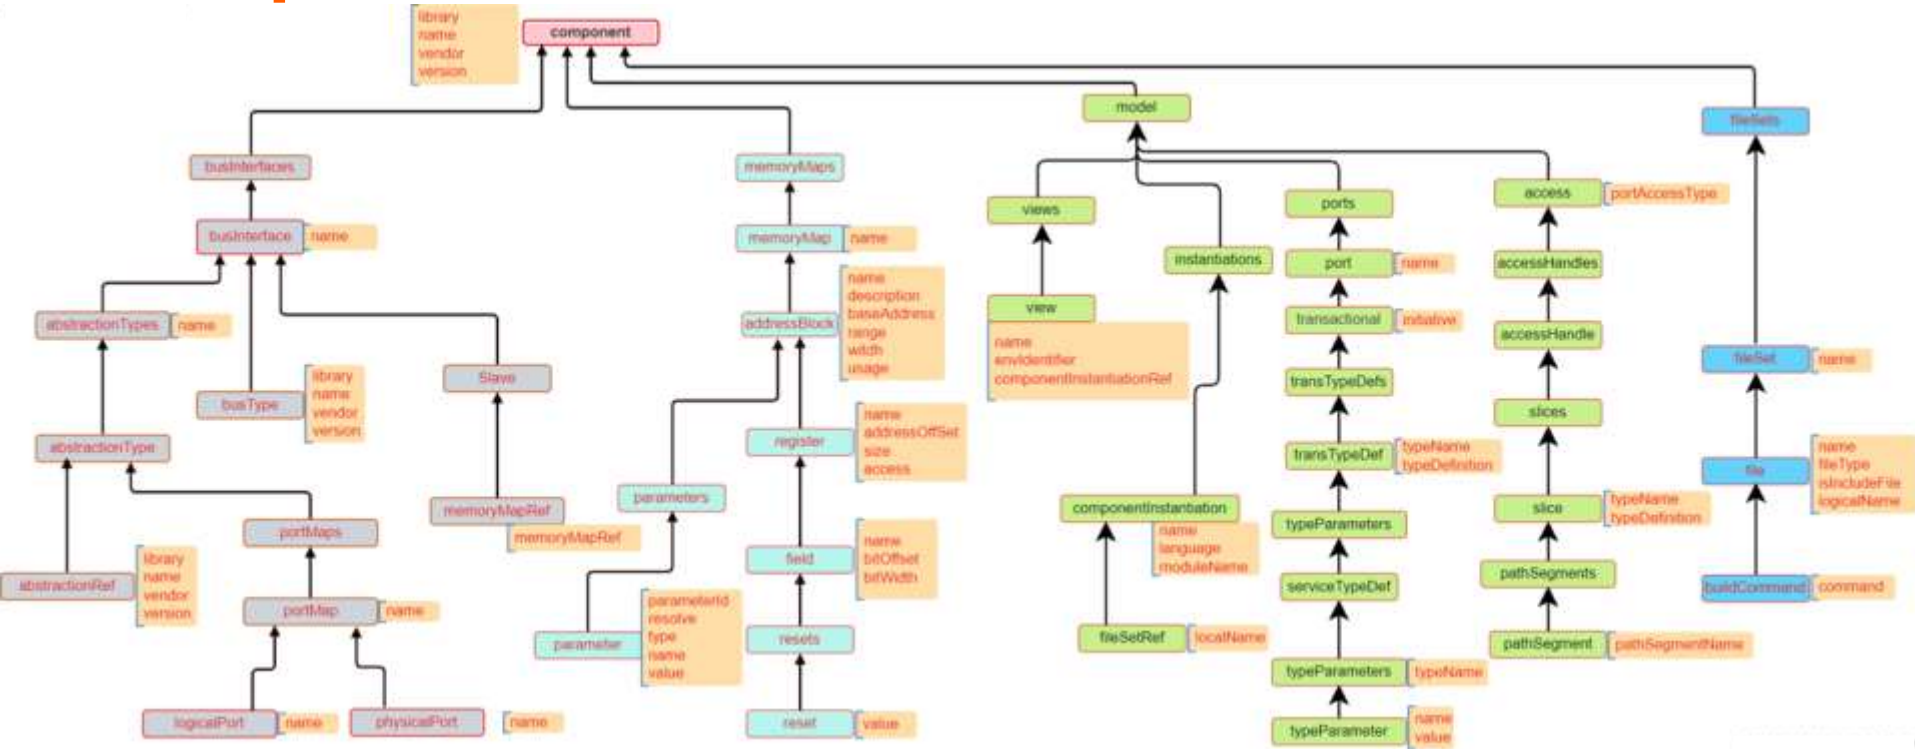 library
name
vendor
version
component
model
fileSets
busInterfaces
memoryMaps
views
ports
access
portAccessType
busInterface
name
memoryMap
name
instantiations
port
name
accessHandles
abstractionTypes
name
name
description
baseAddress
range
witdh
usage
addressBlock
view
name
envIdentifier
componentInstantiationRef
transactional
initiative
accessHandle
fileSet
name
Slave
busType
library
name
vendor
version
transTypeDefs
slices
abstractionType
register
name
addressOffSet
size
access
transTypeDef
typeName
typeDefinition
file
name
fileType
isIncludeFile
logicalName
parameters
memoryMapRef
memoryMapRef
componentInstantiation
name
language
moduleName
typeParameters
slice
typeName
typeDefinition
portMaps
field
name
bitOffset
bitWidth
abstractionRef
library
name
vendor
version
serviceTypeDef
pathSegments
buildCommand
command
portMap
name
parameter
parameterId
resolve
type
name
value
resets
fileSetRef
localName
pathSegment
pathSegmentName
typeParameters
typeName
logicalPort
name
physicalPort
name
reset
value
typeParameter
name
value